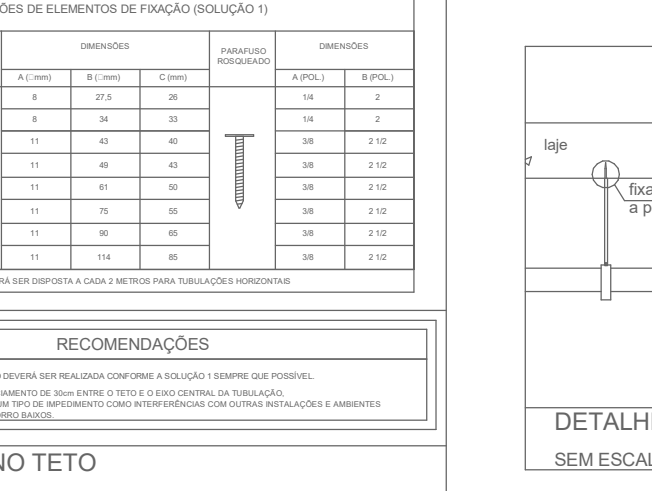 ÕES DE ELEMENTOS DE FIXAÇÃO (SOLUÇÃO 1)
DIMENSÕES PARAFUSO ROSQUEADO DIMENSÕES
A (□mm) B (□mm) C (mm) A (POL.) B (POL.)
8 27,5 26 1/4 2
8 34 33 1/4 2
11 43 40 3/8 2 1/2
11 49 43 3/8 2 1/2
11 61 50 3/8 2 1/2
11 75 55 3/8 2 1/2
11 90 65 3/8 2 1/2
11 114 85 3/8 2 1/2
RÁ SER DISPOSTA A CADA 2 METROS PARA TUBULAÇÕES HORIZONTAIS
RECOMENDAÇÕES
O DEVERÁ SER REALIZADA CONFORME A SOLUÇÃO 1 SEMPRE QUE POSSÍVEL.
IAMENTO DE 30cm ENTRE O TETO E O EIXO CENTRAL DA TUBULAÇÃO,
UM TIPO DE IMPEDIMENTO COMO INTERFERÊNCIAS COM OUTRAS INSTALAÇÕES E AMBIENTES
ORRO BAIXOS.
NO TETO
laje
fixa
a p
DETALH
SEM ESCAL